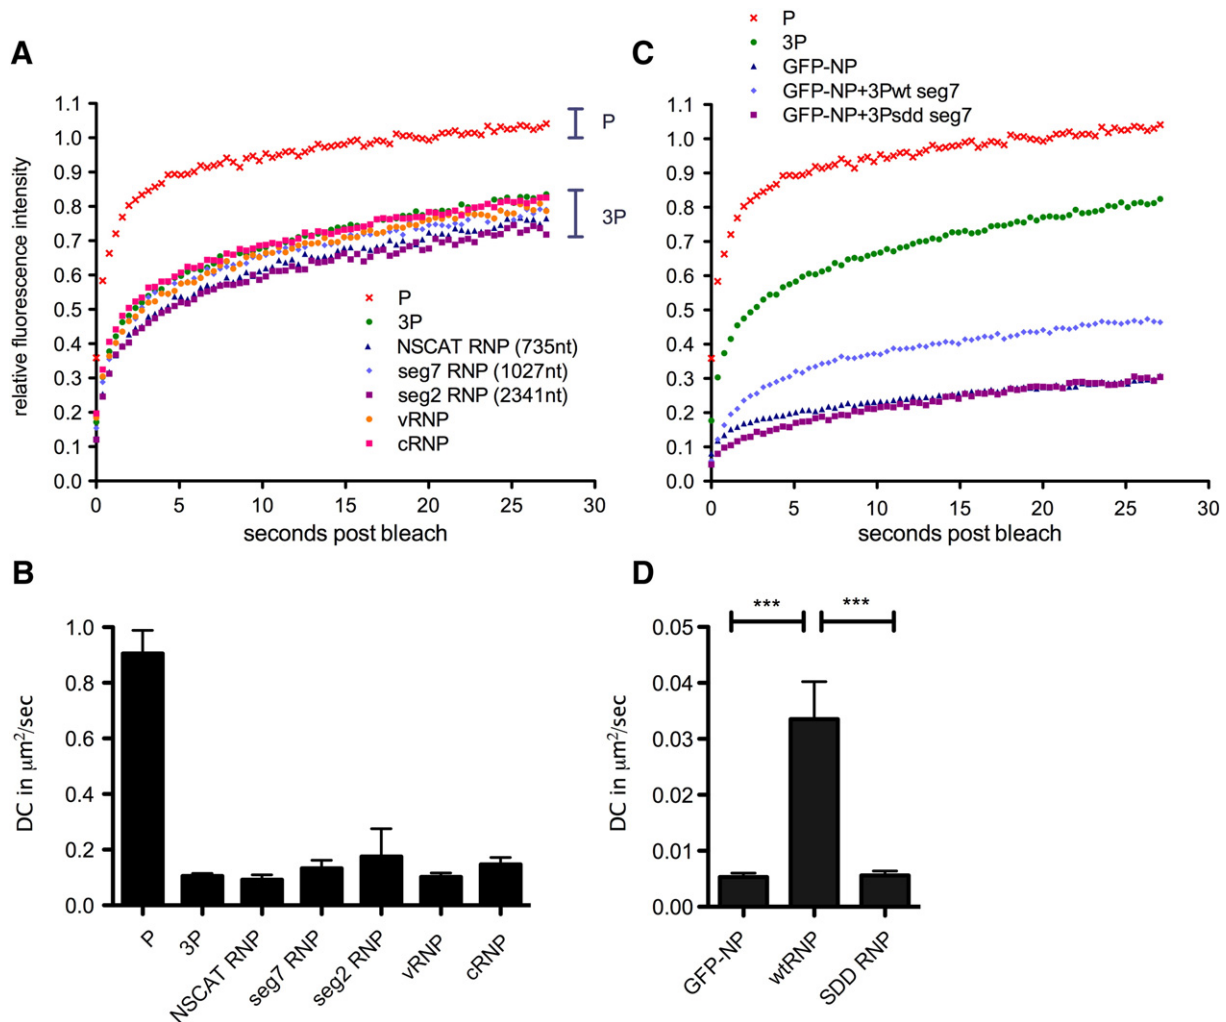 A
relative fluorescence intensity
1.1
1.0
0.9
0.8
0.7
0.6
0.5
0.4
0.3
0.2
0.1
0.0
0 5 10 15 20 25 30
seconds post bleach
P
3P
P
3P
NSCAT RNP (735nt)
seg7 RNP (1027nt)
seg2 RNP (2341nt)
vRNP
cRNP
C
P
3P
GFP-NP
GFP-NP+3Pwt seg7
GFP-NP+3Psdd seg7
1.1
1.0
0.9
0.8
0.7
0.6
0.5
0.4
0.3
0.2
0.1
0.0
0 5 10 15 20 25 30
seconds post bleach
B
DC in μm²/sec
1.0
0.8
0.6
0.4
0.2
0.0
P
3P
NSCAT RNP
seg7 RNP
seg2 RNP
vRNP
cRNP
D
*** ***
DC in μm²/sec
0.05
0.04
0.03
0.02
0.01
0.00
GFP-NP
wtRNP
SDD RNP